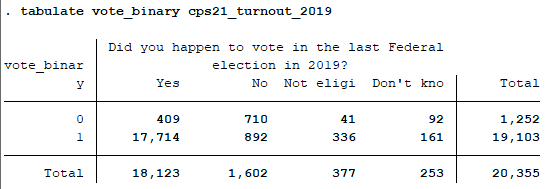 . tabulate vote_binary cps21_turnout_2019
Did you happen to vote in the last Federal
vote_binar election in 2019?
y Yes No Not eligi Don't kno Total
0 409 710 41 92 1,252
1 17,714 892 336 161 19,103
Total 18,123 1,602 377 253 20,355